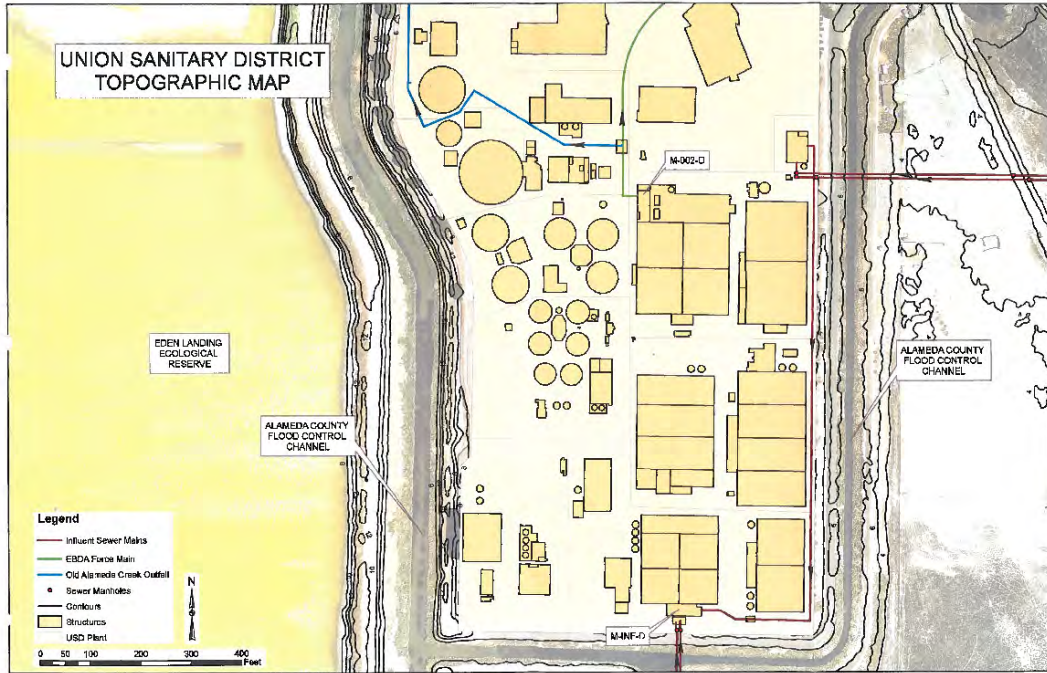 UNION SANITARY DISTRICT
TOPOGRAPHIC MAP
M-002-D
EDEN LANDING
ECOLOGICAL
RESERVE
ALAMEDA COUNTY
FLOOD CONTROL
CHANNEL
ALAMEDA COUNTY
FLOOD CONTROL
CHANNEL
Legend
Influent Sewer Mains
EBDA Force Main
Old Alameda Creek Outfall
Sewer Manholes
Contours
Structures
USD Plant
N
0 50 100 200 300 400
Feet
M-INF-D